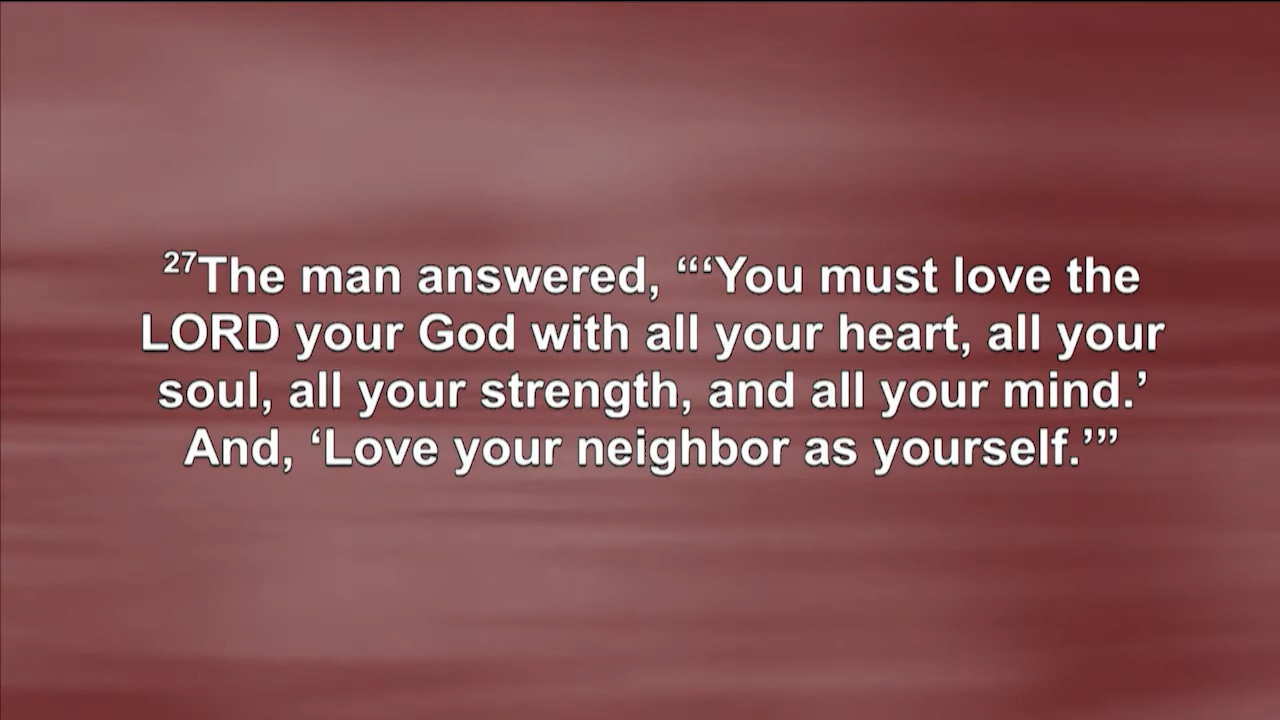 ²⁷The man answered, “‘You must love the
LORD your God with all your heart, all your
soul, all your strength, and all your mind.’
And, ‘Love your neighbor as yourself.’”